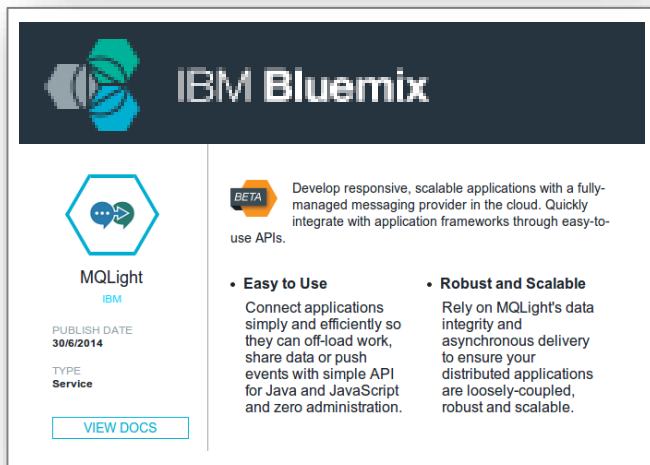 IBM Bluemix
MQLight
IBM
PUBLISH DATE
30/6/2014
TYPE
Service
VIEW DOCS
BETA
Develop responsive, scalable applications with a fully-
managed messaging provider in the cloud. Quickly
integrate with application frameworks through easy-to-
use APIs.
• Easy to Use
Connect applications
simply and efficiently so
they can off-load work,
share data or push
events with simple API
for Java and JavaScript
and zero administration.
• Robust and Scalable
Rely on MQLight's data
integrity and
asynchronous delivery
to ensure your
distributed applications
are loosely-coupled,
robust and scalable.